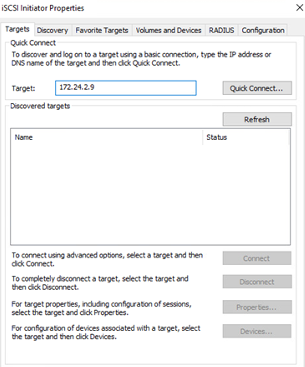 iSCSI Initiator Properties
Targets Discovery Favorite Targets Volumes and Devices RADIUS Configuration
Quick Connect
To discover and log on to a target using a basic connection, type the IP address or
DNS name of the target and then click Quick Connect.
Target: 172.24.2.9 Quick Connect...
Discovered targets
Refresh
Name Status
To connect using advanced options, select a target and then
click Connect.
Connect
To completely disconnect a target, select the target and
then click Disconnect.
Disconnect
For target properties, including configuration of sessions,
select the target and click Properties.
Properties...
For configuration of devices associated with a target, select
the target and then click Devices.
Devices...